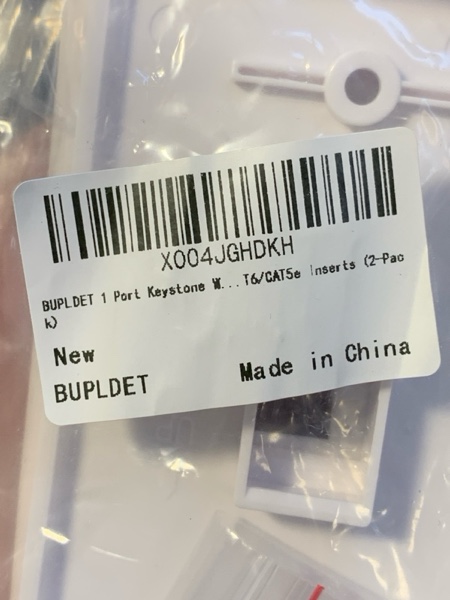 X004JGHDKH
BUPLDET 1 Port Keystone W...T6/CAT5e Inserts (2-Pac
k)
New
BUPLDET
Made in China